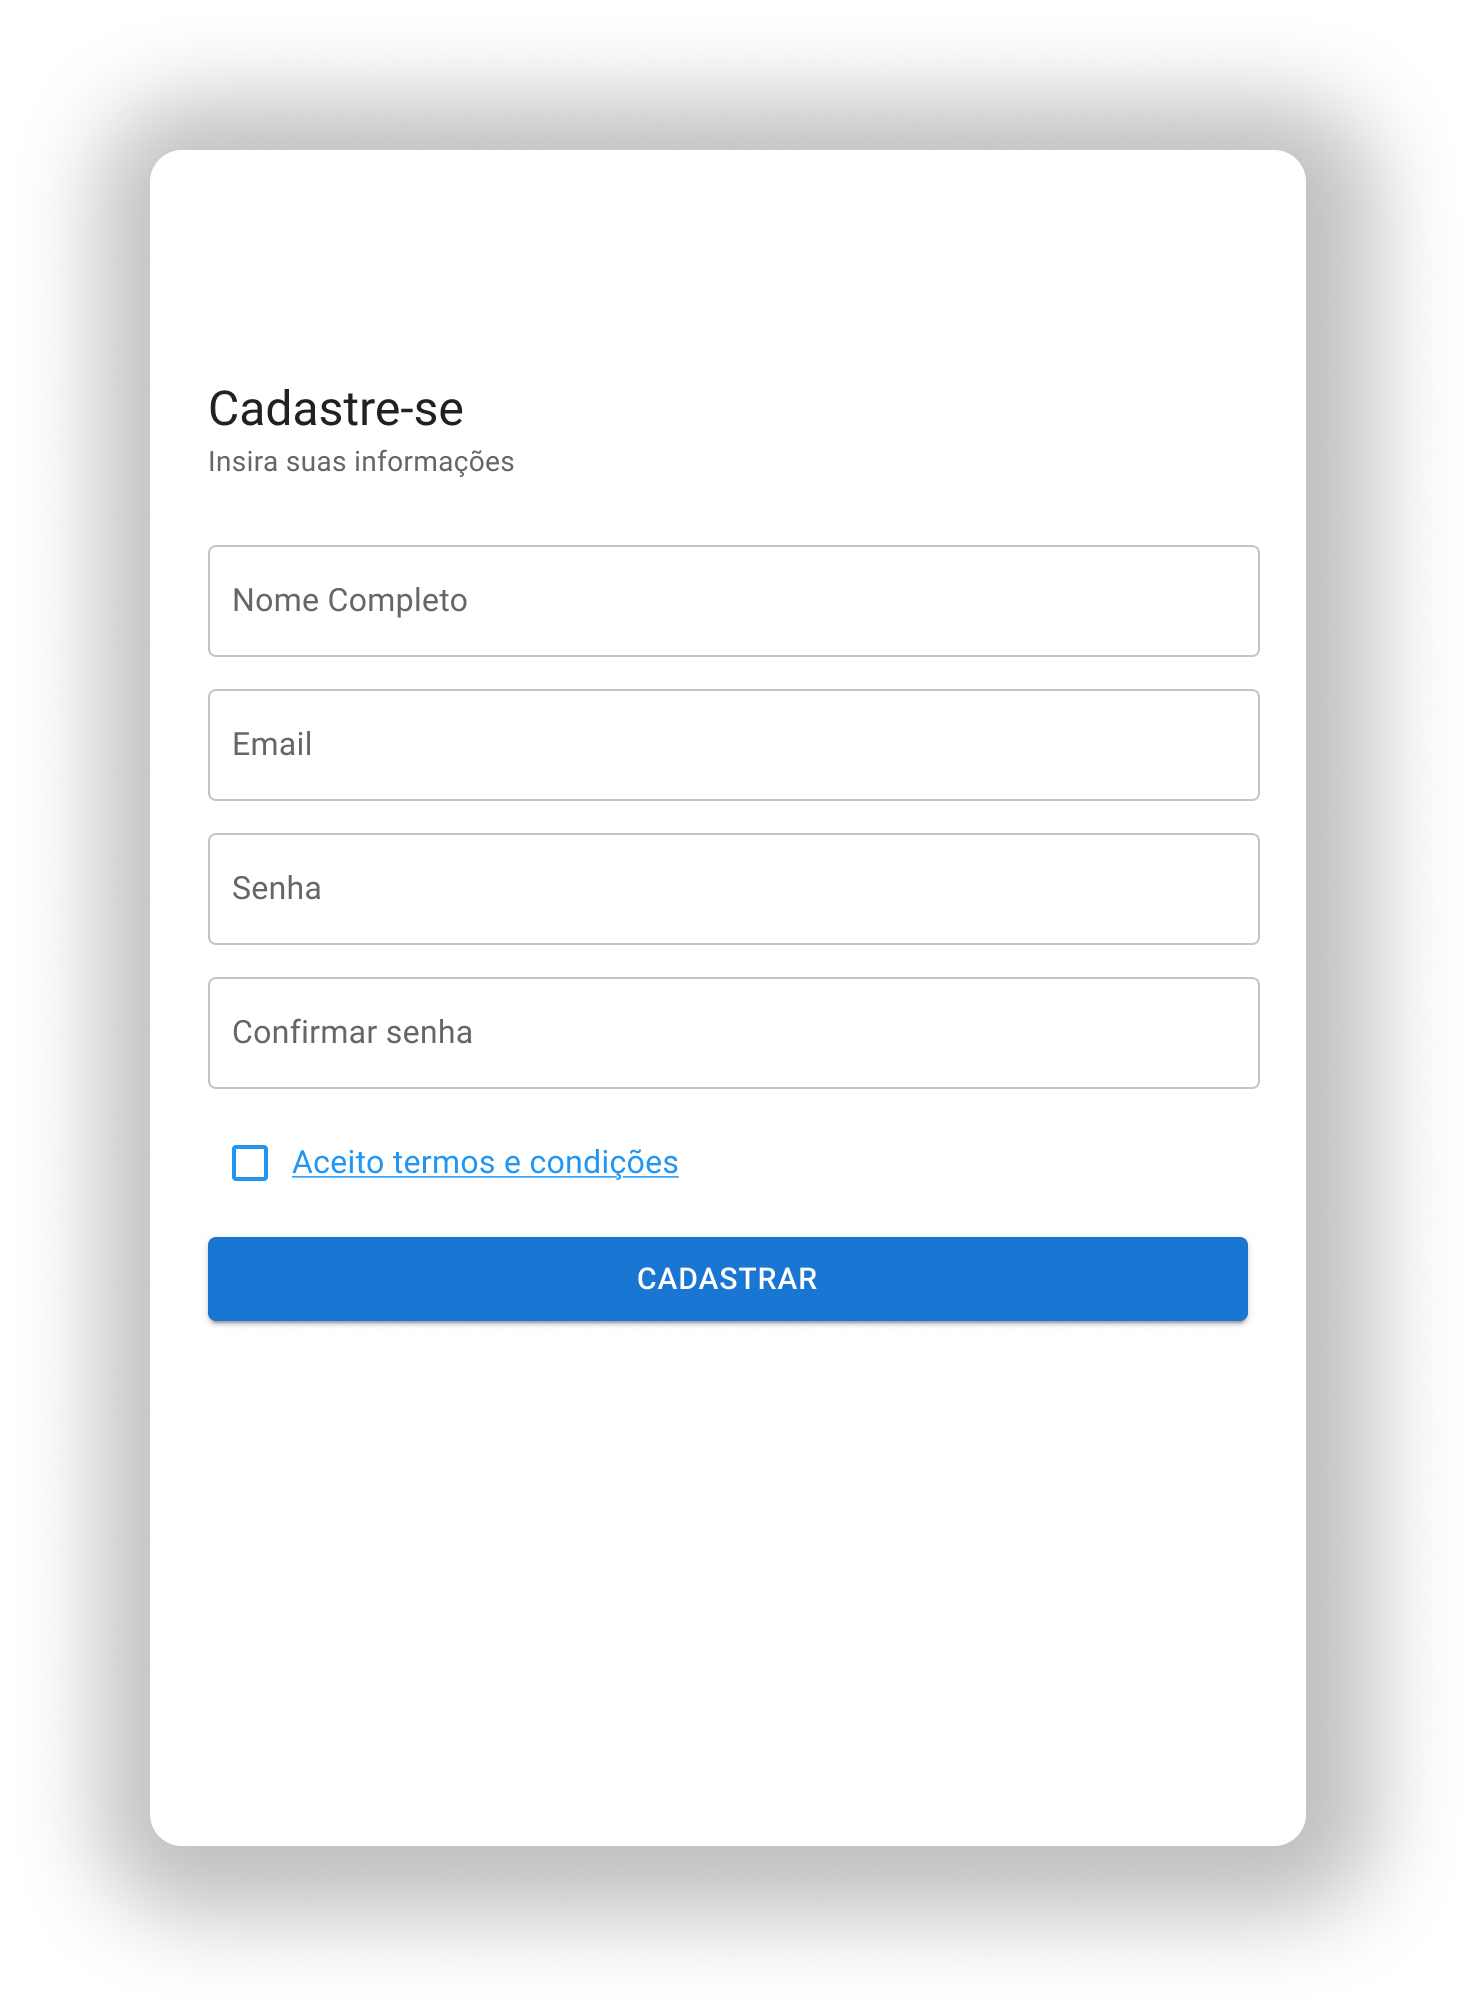 Cadastre-se
Insira suas informações
Nome Completo
Email
Senha
Confirmar senha
Aceito termos e condições
CADASTRAR